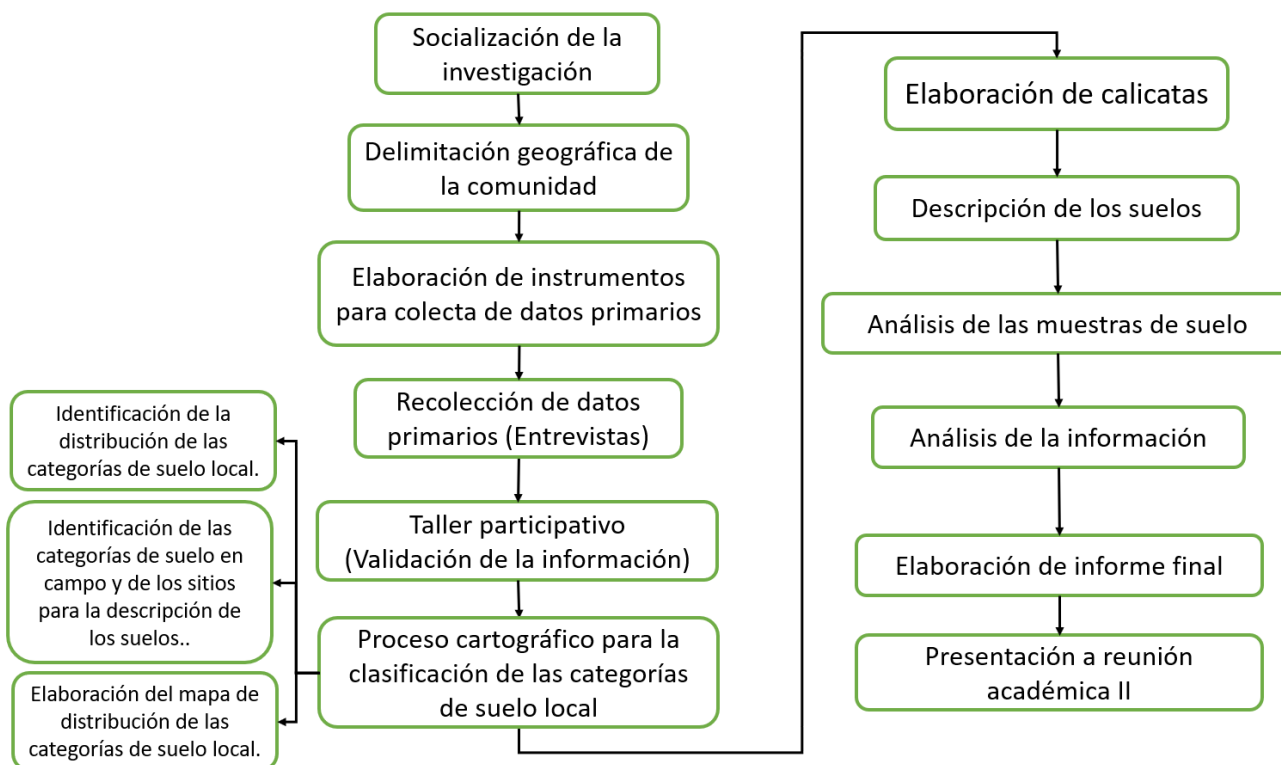 Socialización de la
investigación
Delimitación geográfica de
la comunidad
Elaboración de instrumentos
para colecta de datos primarios
Recolección de datos
primarios (Entrevistas)
Taller participativo
(Validación de la información)
Proceso cartográfico para la
clasificación de las categorías
de suelo local
Identificación de la
distribución de las
categorías de suelo local.
Identificación de las
categorías de suelo en
campo y de los sitios
para la descripción de
los suelos..
Elaboración del mapa de
distribución de las
categorías de suelo local.
Elaboración de calicatas
Descripción de los suelos
Análisis de las muestras de suelo
Análisis de la información
Elaboración de informe final
Presentación a reunión
académica II